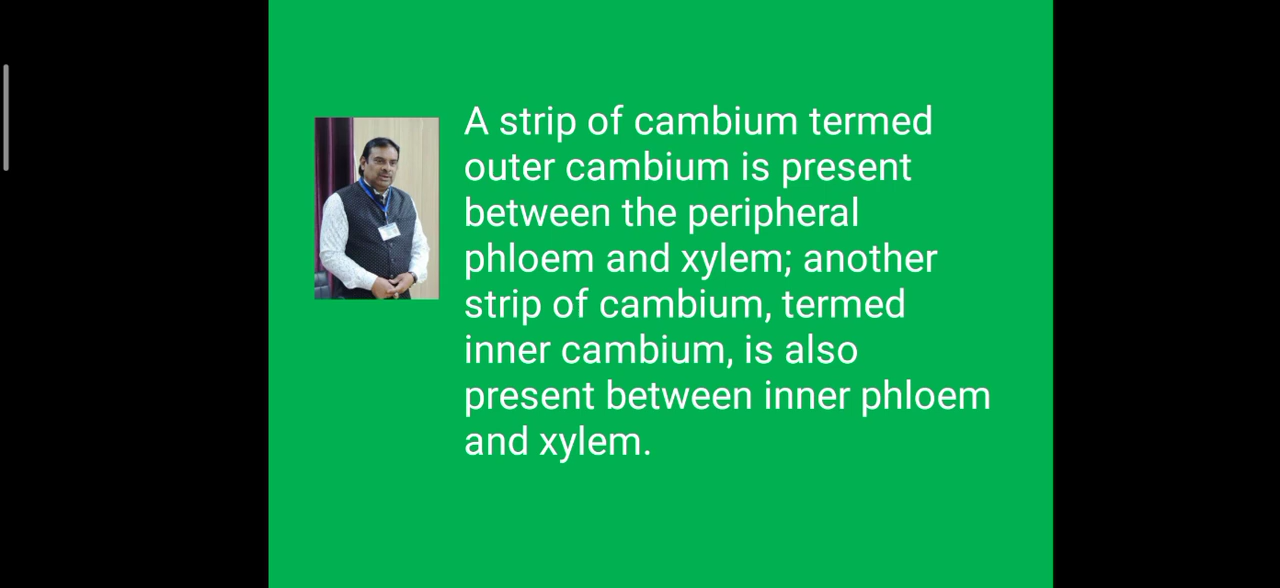 A strip of cambium termed
outer cambium is present
between the peripheral
phloem and xylem; another
strip of cambium, termed
inner cambium, is also
present between inner phloem
and xylem.